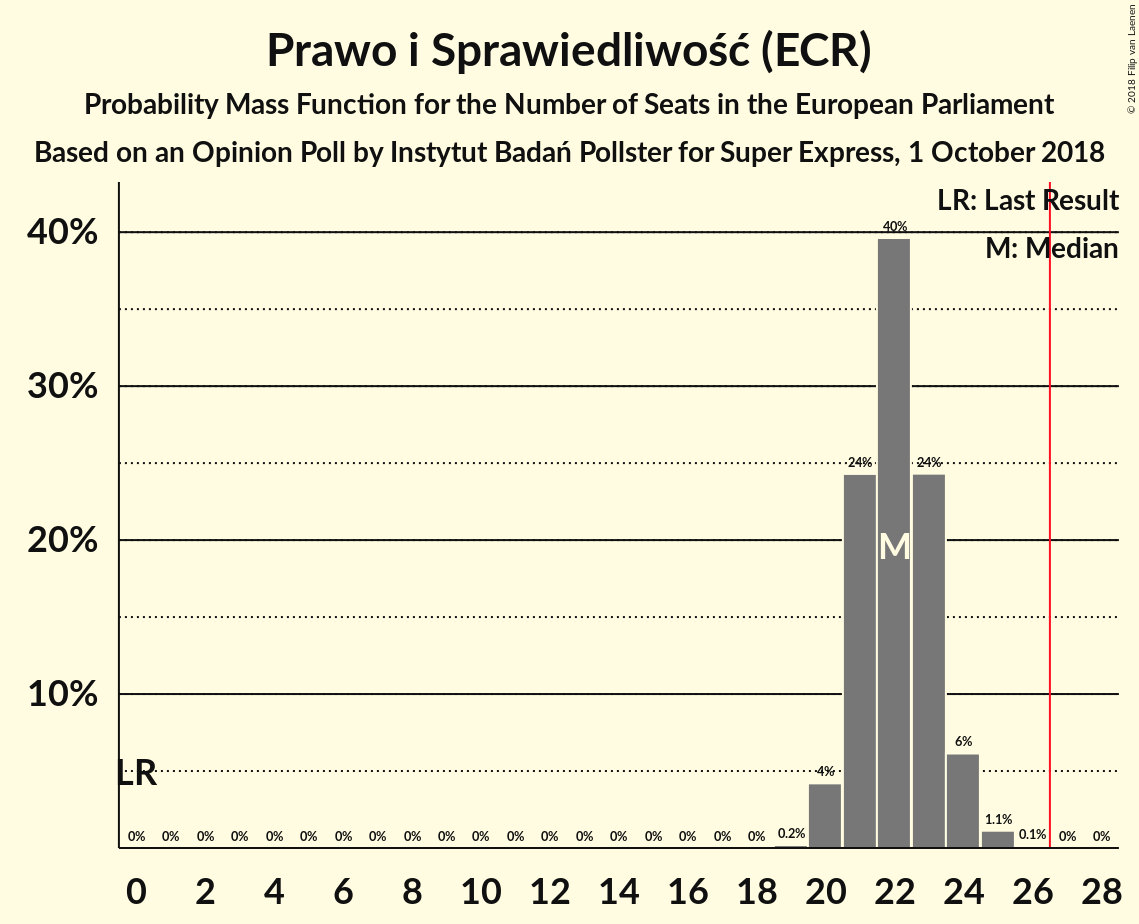 Prawo i Sprawiedliwość (ECR)
Probability Mass Function for the Number of Seats in the European Parliament
Based on an Opinion Poll by Instytut Badań Pollster for Super Express, 1 October 2018
© 2018 Filip van Laenen
LR: Last Result
M: Median
40%
30%
20%
10%
LR
M
0% 0% 0% 0% 0% 0% 0% 0% 0% 0% 0% 0% 0% 0% 0% 0% 0% 0% 0% 0.2% 4% 24% 40% 24% 6% 1.1% 0.1% 0% 0%
0 2 4 6 8 10 12 14 16 18 20 22 24 26 28